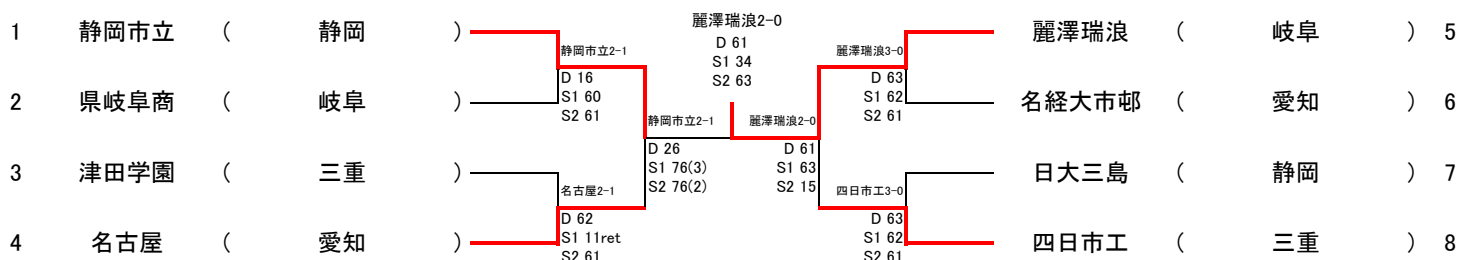 麗澤瑞浪2-0
D 61
S1 34
S2 63
1 静岡市立 ( 静岡 )
2 県岐阜商 ( 岐阜 )
3 津田学園 ( 三重 )
4 名古屋 ( 愛知 )
静岡市立2-1
D 16
S1 60
S2 61
名古屋2-1
D 62
S1 11ret
S2 61
静岡市立2-1
D 26
S1 76(3)
S2 76(2)
麗澤瑞浪2-0
D 61
S1 63
S2 15
麗澤瑞浪3-0
D 63
S1 62
S2 61
四日市工3-0
D 63
S1 62
S2 61
麗澤瑞浪 ( 岐阜 ) 5
名経大市邨 ( 愛知 ) 6
日大三島 ( 静岡 ) 7
四日市工 ( 三重 ) 8